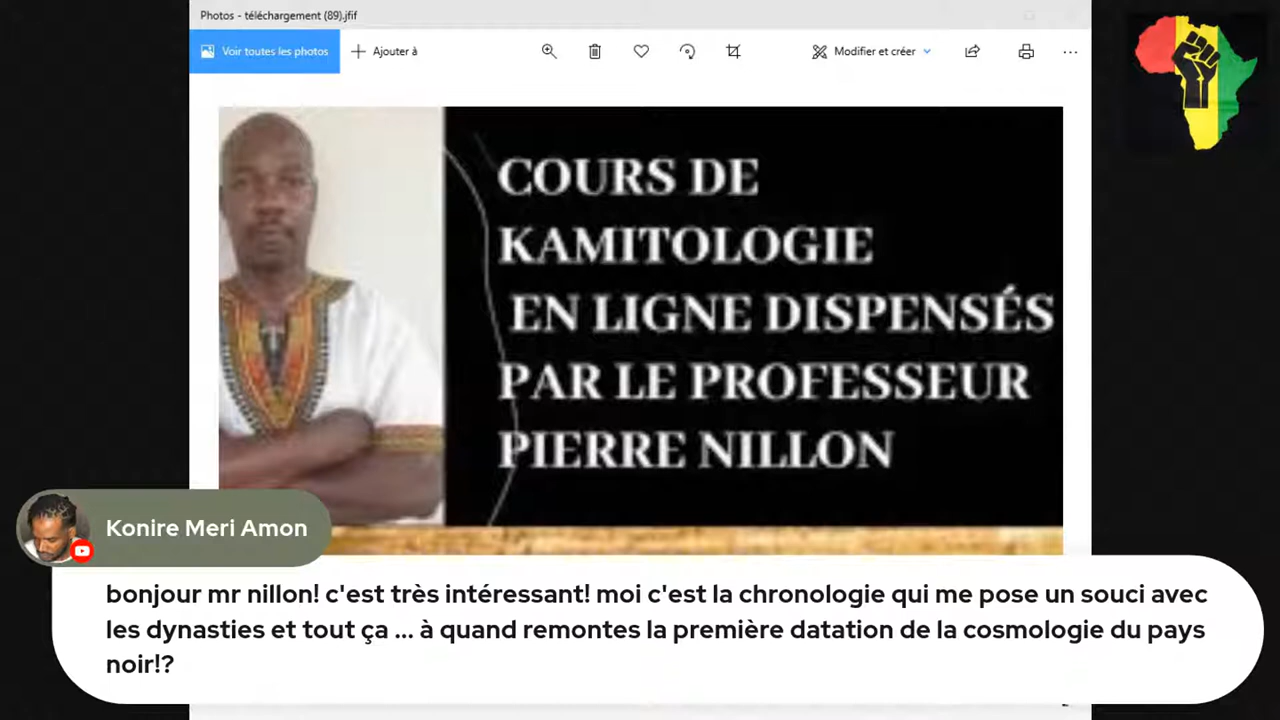 Photos - téléchargement (89).jfif
Voir toutes les photos
Ajouter à
Modifier et créer
COURS DE
KAMITOLOGIE
EN LIGNE DISPENSÉS
PAR LE PROFESSEUR
PIERRE NILLON
Konire Meri Amon
bonjour mr nillon! c'est très intéressant! moi c'est la chronologie qui me pose un souci avec
les dynasties et tout ça ... à quand remontes la première datation de la cosmologie du pays
noir!?